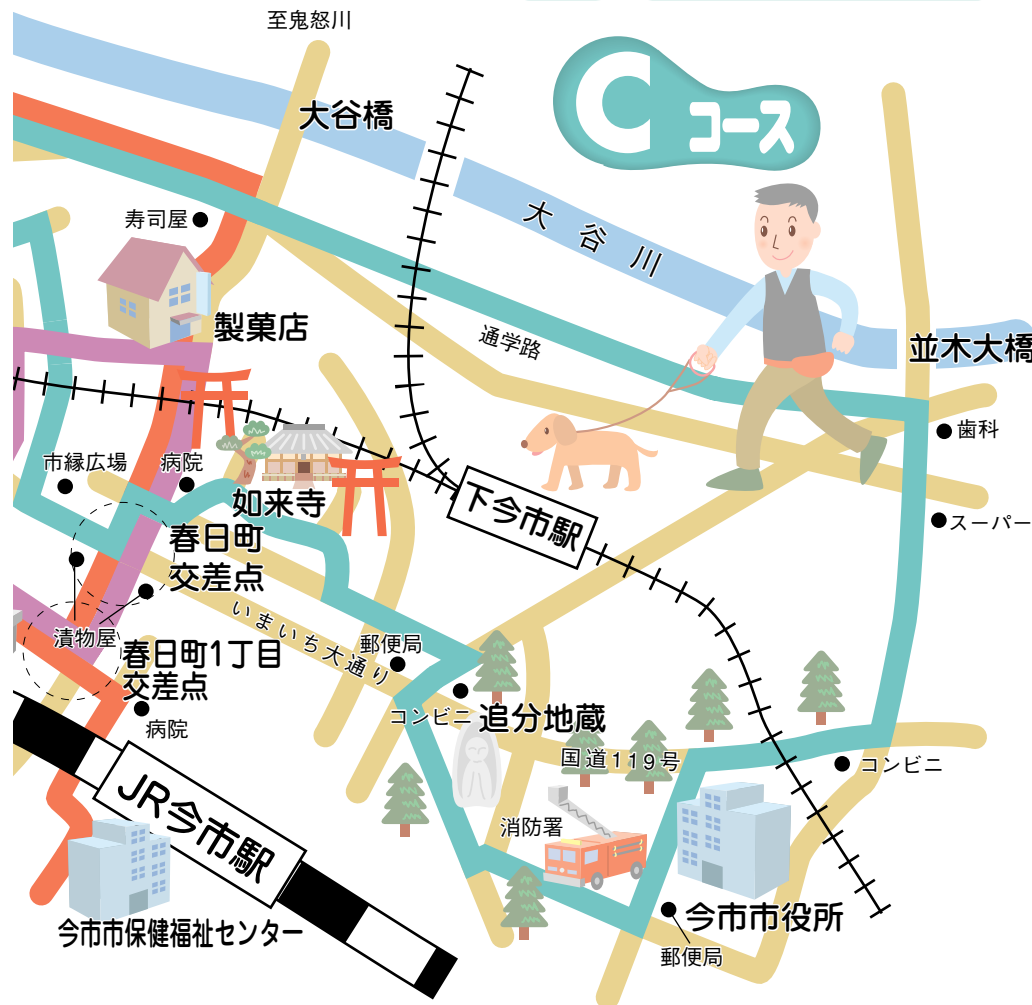 至鬼怒川
大谷橋
C
コース
寿司屋
大谷川
製菓店
通学路
並木大橋
歯科
市縁広場
病院
如来寺
下今市駅
スーパー
春日町
交差点
いまいち大通り
漬物屋
春日町1丁目
交差点
郵便局
コンビニ
追分地蔵
病院
国道119号
コンビニ
JR今市駅
消防署
今市市役所
今市市保健福祉センター
郵便局